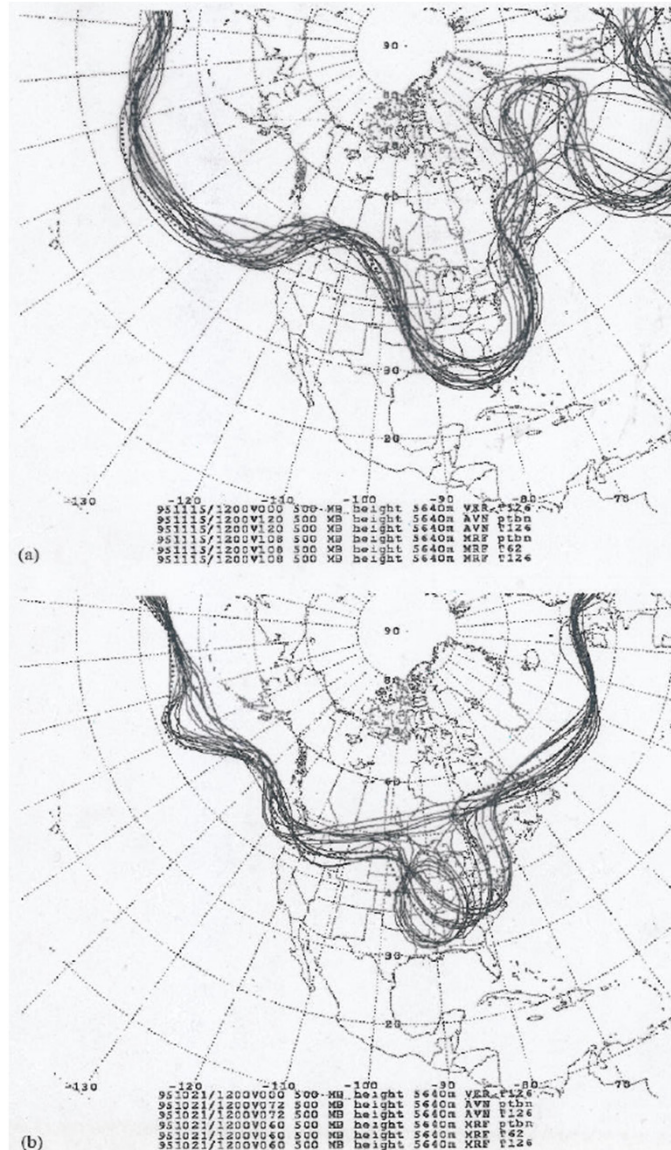 90
60
30
20
-130 -120 -100 -90 -80 75
951115/1200V000 500 MB height 5640m VER T126
951115/1200V120 500 MB height 5640m AVN ptbn
951115/1200V120 500 MB height 5640m AVN T126
951115/1200V108 500 MB height 5640m MRF ptbn
951115/1200V108 500 MB height 5640m MRF T62
951115/1200V108 500 MB height 5640m MRF T126
(a)
90
60
30
20
-130 -120 -100 -90 -80 75
951021/1200V000 500 MB height 5640m VER T126
951021/1200V072 500 MB height 5640m AVN ptbn
951021/1200V072 500 MB height 5640m AVN T126
951021/1200V060 500 MB height 5640m MRF ptbn
951021/1200V060 500 MB height 5640m MRF T62
951021/1200V060 500 MB height 5640m MRF T126
(b)